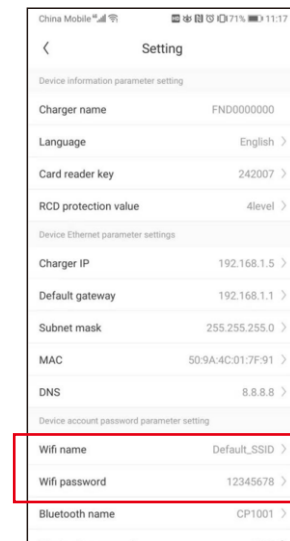 China Mobile 71% 11:17
Setting
Device information parameter setting
Charger name FND0000000
Language English
Card reader key 242007
RCD protection value 4level
Device Ethernet parameter settings
Charger IP 192.168.1.5
Default gateway 192.168.1.1
Subnet mask 255.255.255.0
MAC 50:9A:4C:01:7F:91
DNS 8.8.8.8
Device account password parameter setting
Wifi name Default_SSID
Wifi password 12345678
Bluetooth name CP1001